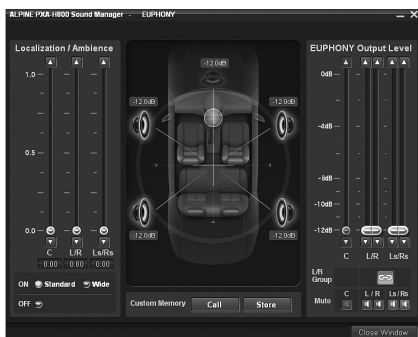 ALPINE PXA-H800 Sound Manager - EUPHONY
Localization / Ambience
1.0
0.5
0.0
C L/R Ls/Rs
0.00 0.00 0.00
ON Standard Wide
OFF
-12.0dB
-12.0dB -12.0dB
-12.0dB -12.0dB
Custom Memory Call Store
EUPHONY Output Level
0dB
-4dB
-8dB
-10dB
-12dB
C L/R Ls/Rs
L/R Group
Mute C L / R Ls / Rs
Close Window